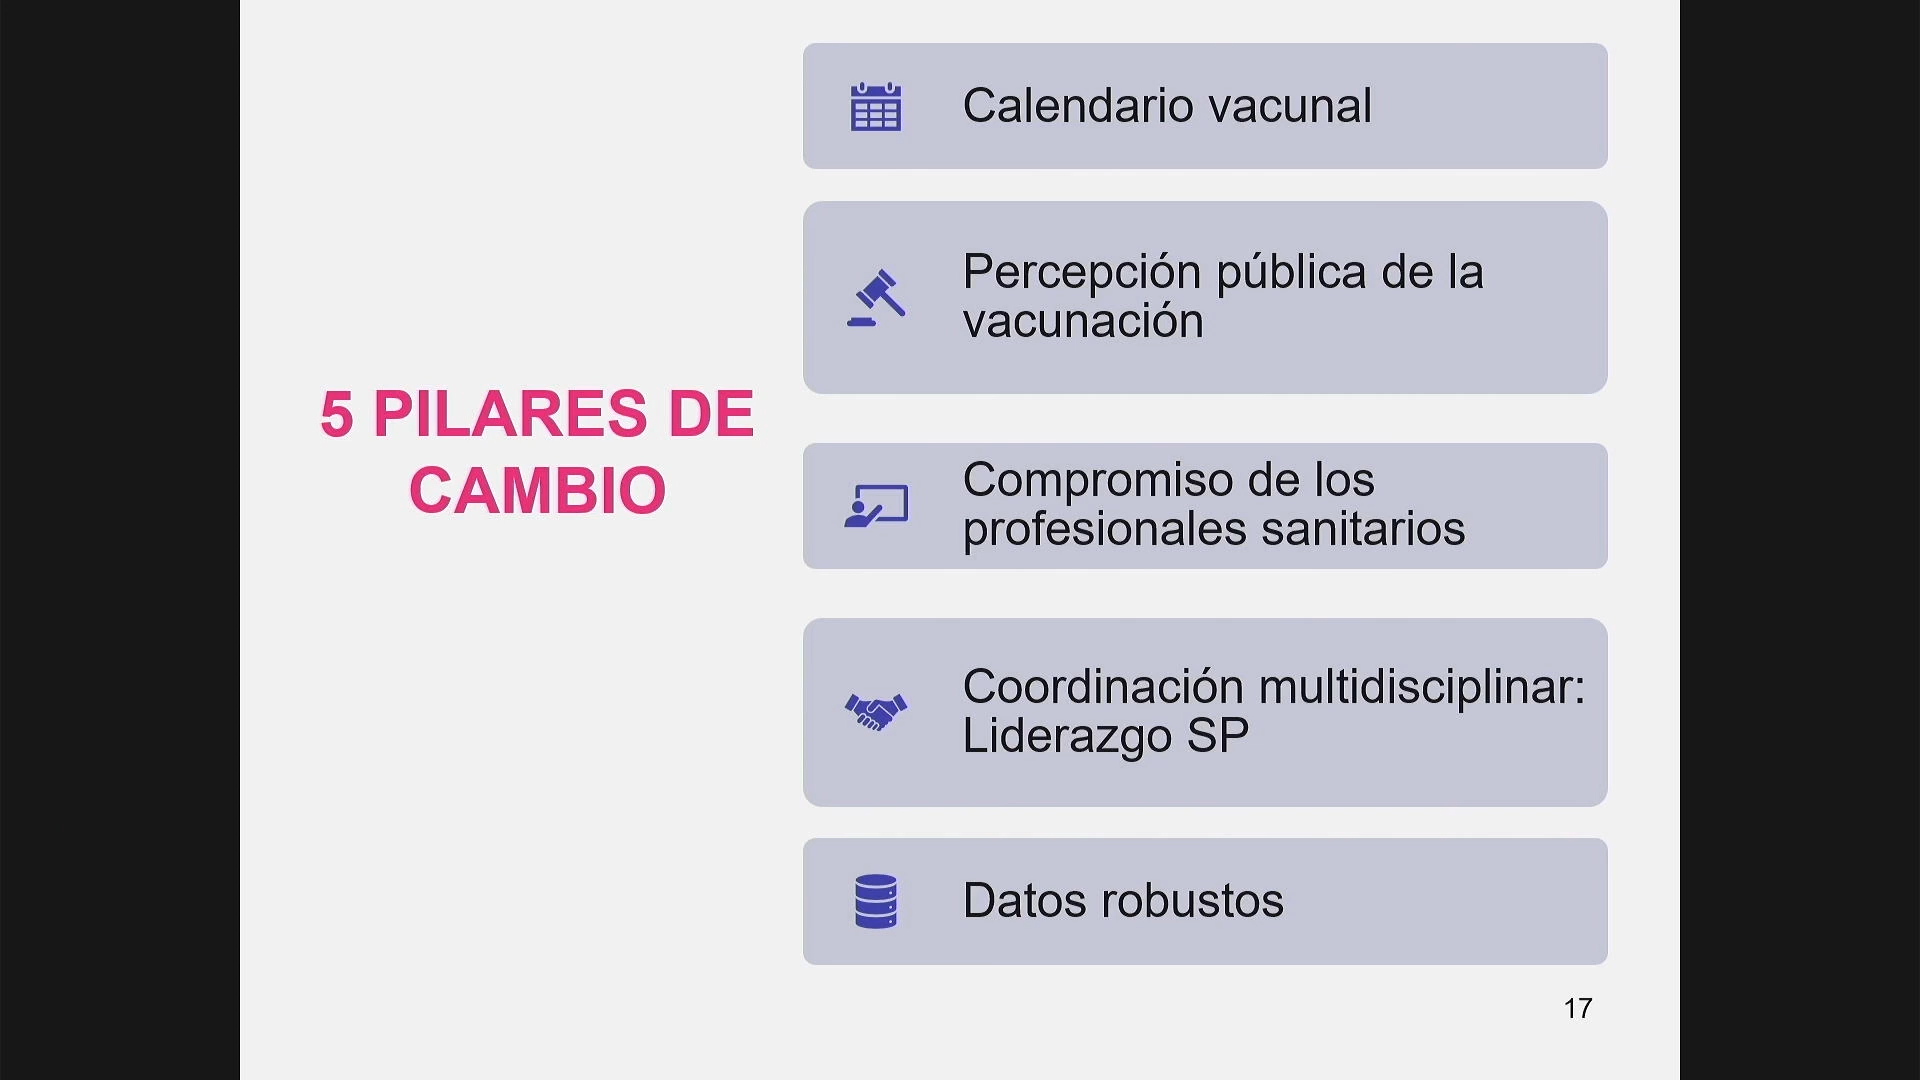 5 PILARES DE
CAMBIO
Calendario vacunal
Percepción pública de la
vacunación
Compromiso de los
profesionales sanitarios
Coordinación multidisciplinar:
Liderazgo SP
Datos robustos
17